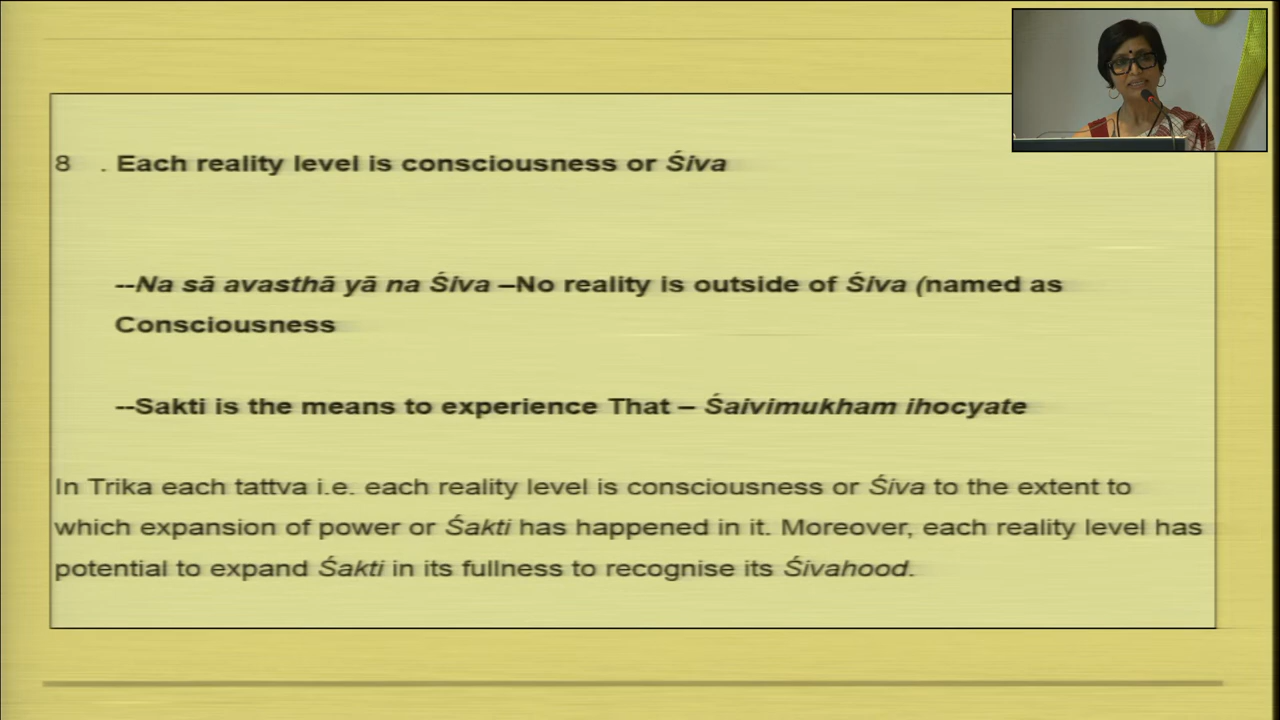 8 . Each reality level is consciousness or Śiva
--Na sā avasthā yā na Śiva –No reality is outside of Śiva (named as
Consciousness
--Sakti is the means to experience That – Śaivimukham ihocyate
In Trika each tattva i.e. each reality level is consciousness or Śiva to the extent to
which expansion of power or Śakti has happened in it. Moreover, each reality level has
potential to expand Śakti in its fullness to recognise its Śivahood.